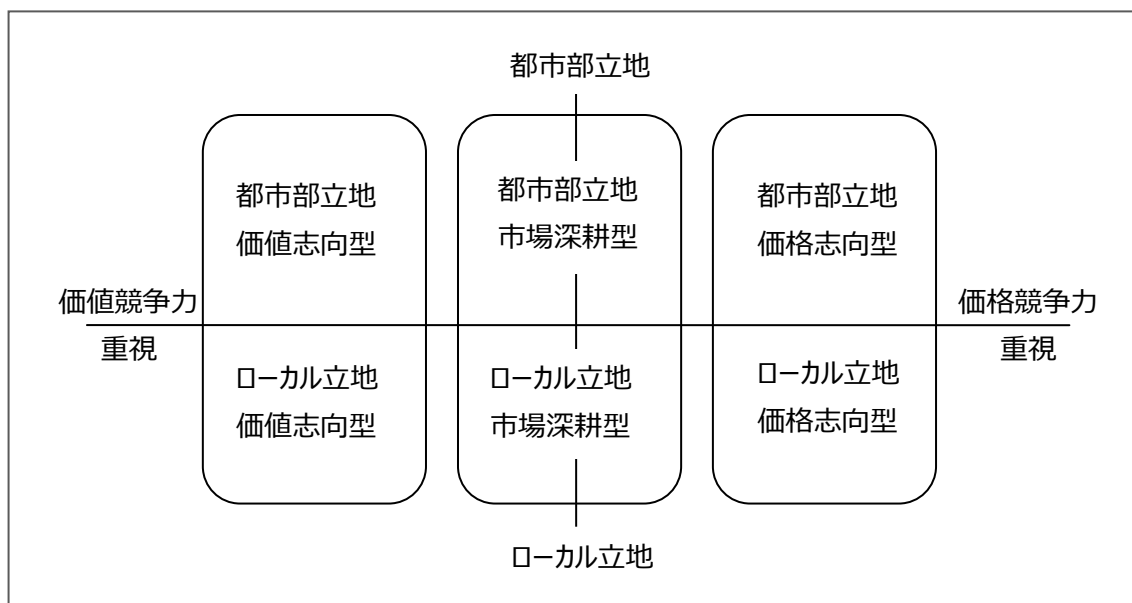 都市部立地
都市部立地
価値志向型
都市部立地
市場深耕型
都市部立地
価格志向型
価値競争力
重視
価格競争力
重視
ローカル立地
価値志向型
ローカル立地
市場深耕型
ローカル立地
価格志向型
ローカル立地